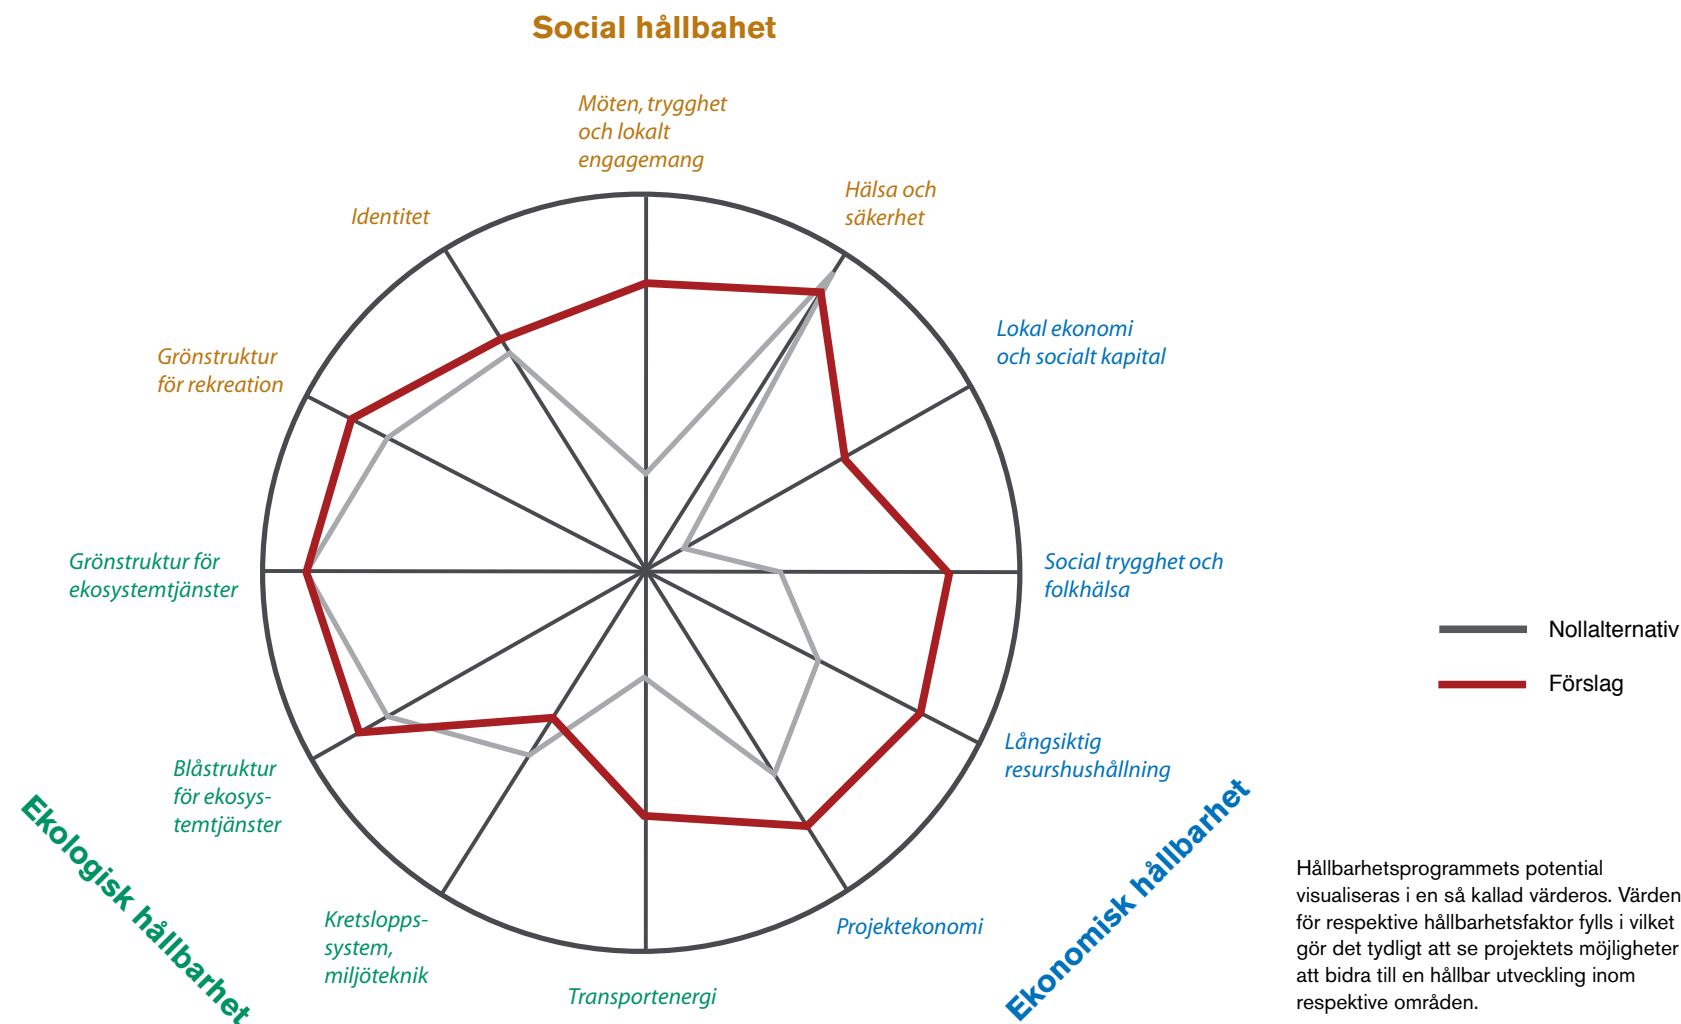 Social hållbahet
Möten, trygghet
och lokalt
engagemang
Hälsa och
säkerhet
Identitet
Lokal ekonomi
och socialt kapital
Grönstruktur
för rekreation
Grönstruktur för
ekosystemtjänster
Social trygghet och
folkhälsa
Nollalternativ
Förslag
Långsiktig
resurshushållning
Blåstruktur
för ekosys-
temtjänster
Ekologisk hållbarhet
Ekonomisk hållbarhet
Kretslopps-
system,
miljöteknik
Projektekonomi
Transportenergi
Hållbarhetsprogrammets potential
visualiseras i en så kallad värderos. Värden
för respektive hållbarhetsfaktor fylls i vilket
gör det tydligt att se projektets möjligheter
att bidra till en hållbar utveckling inom
respektive områden.